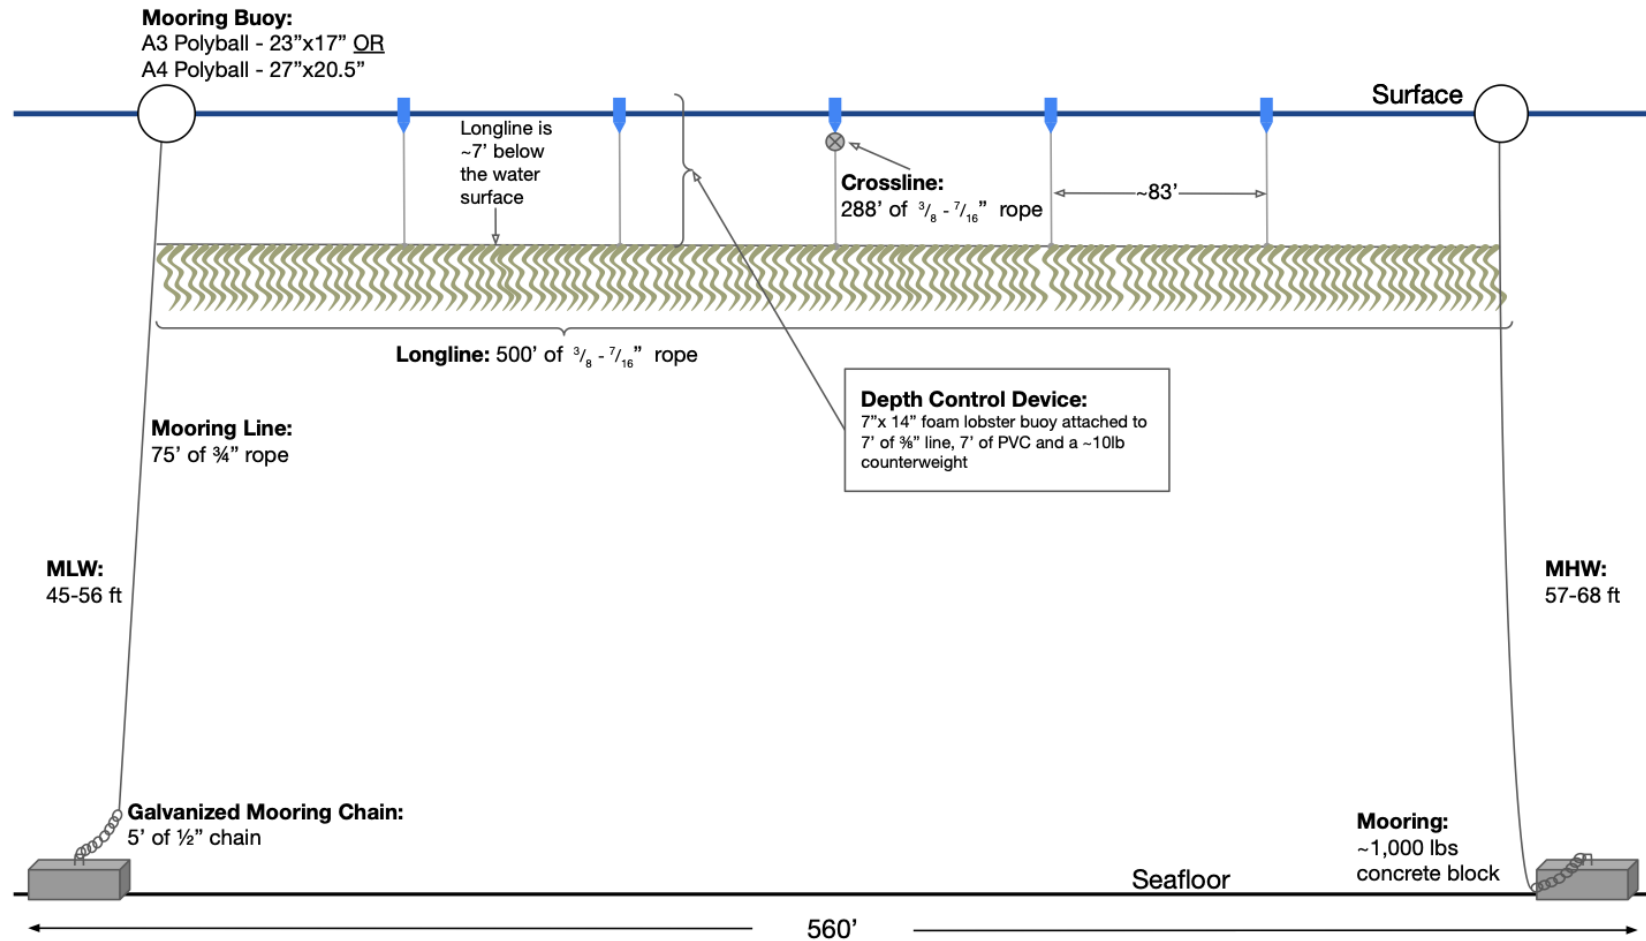 Mooring Buoy:
A3 Polyball - 23”x17” OR
A4 Polyball - 27”x20.5”
Surface
Longline is
~7’ below
the water
surface
Crossline:
288’ of 3/8 - 7/16” rope
~83’
Longline: 500’ of 3/8 - 7/16” rope
Depth Control Device:
7”x 14” foam lobster buoy attached to
7’ of ⅜” line, 7’ of PVC and a ~10lb
counterweight
Mooring Line:
75’ of ¾” rope
MLW:
45-56 ft
MHW:
57-68 ft
Galvanized Mooring Chain:
5’ of ½” chain
Mooring:
~1,000 lbs
concrete block
Seafloor
560’